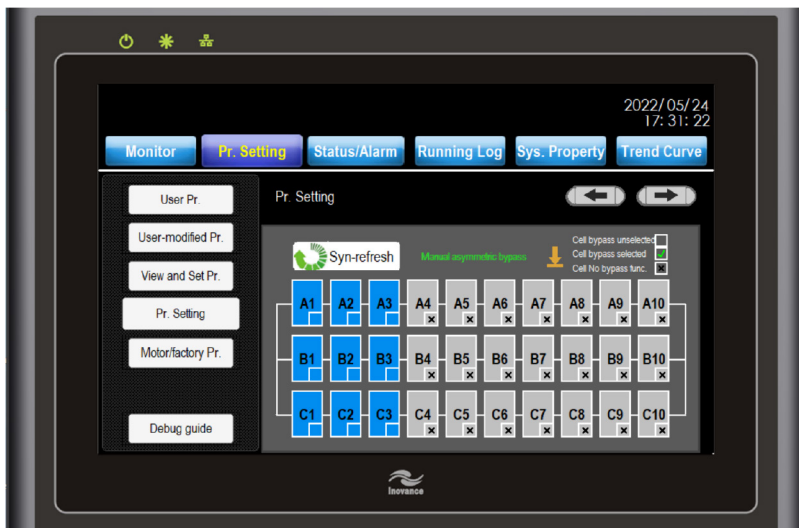 2022/05/24
17:31:22
Monitor
Pr. Setting
Status/Alarm
Running Log
Sys. Property
Trend Curve
User Pr.
User-modified Pr.
View and Set Pr.
Pr. Setting
Motor/factory Pr.
Debug guide
Pr. Setting
Syn-refresh
Manual asymmetric bypass
Cell bypass unselected
Cell bypass selected
Cell No bypass func.
A1 A2 A3 A4 A5 A6 A7 A8 A9 A10
B1 B2 B3 B4 B5 B6 B7 B8 B9 B10
C1 C2 C3 C4 C5 C6 C7 C8 C9 C10
Inovance